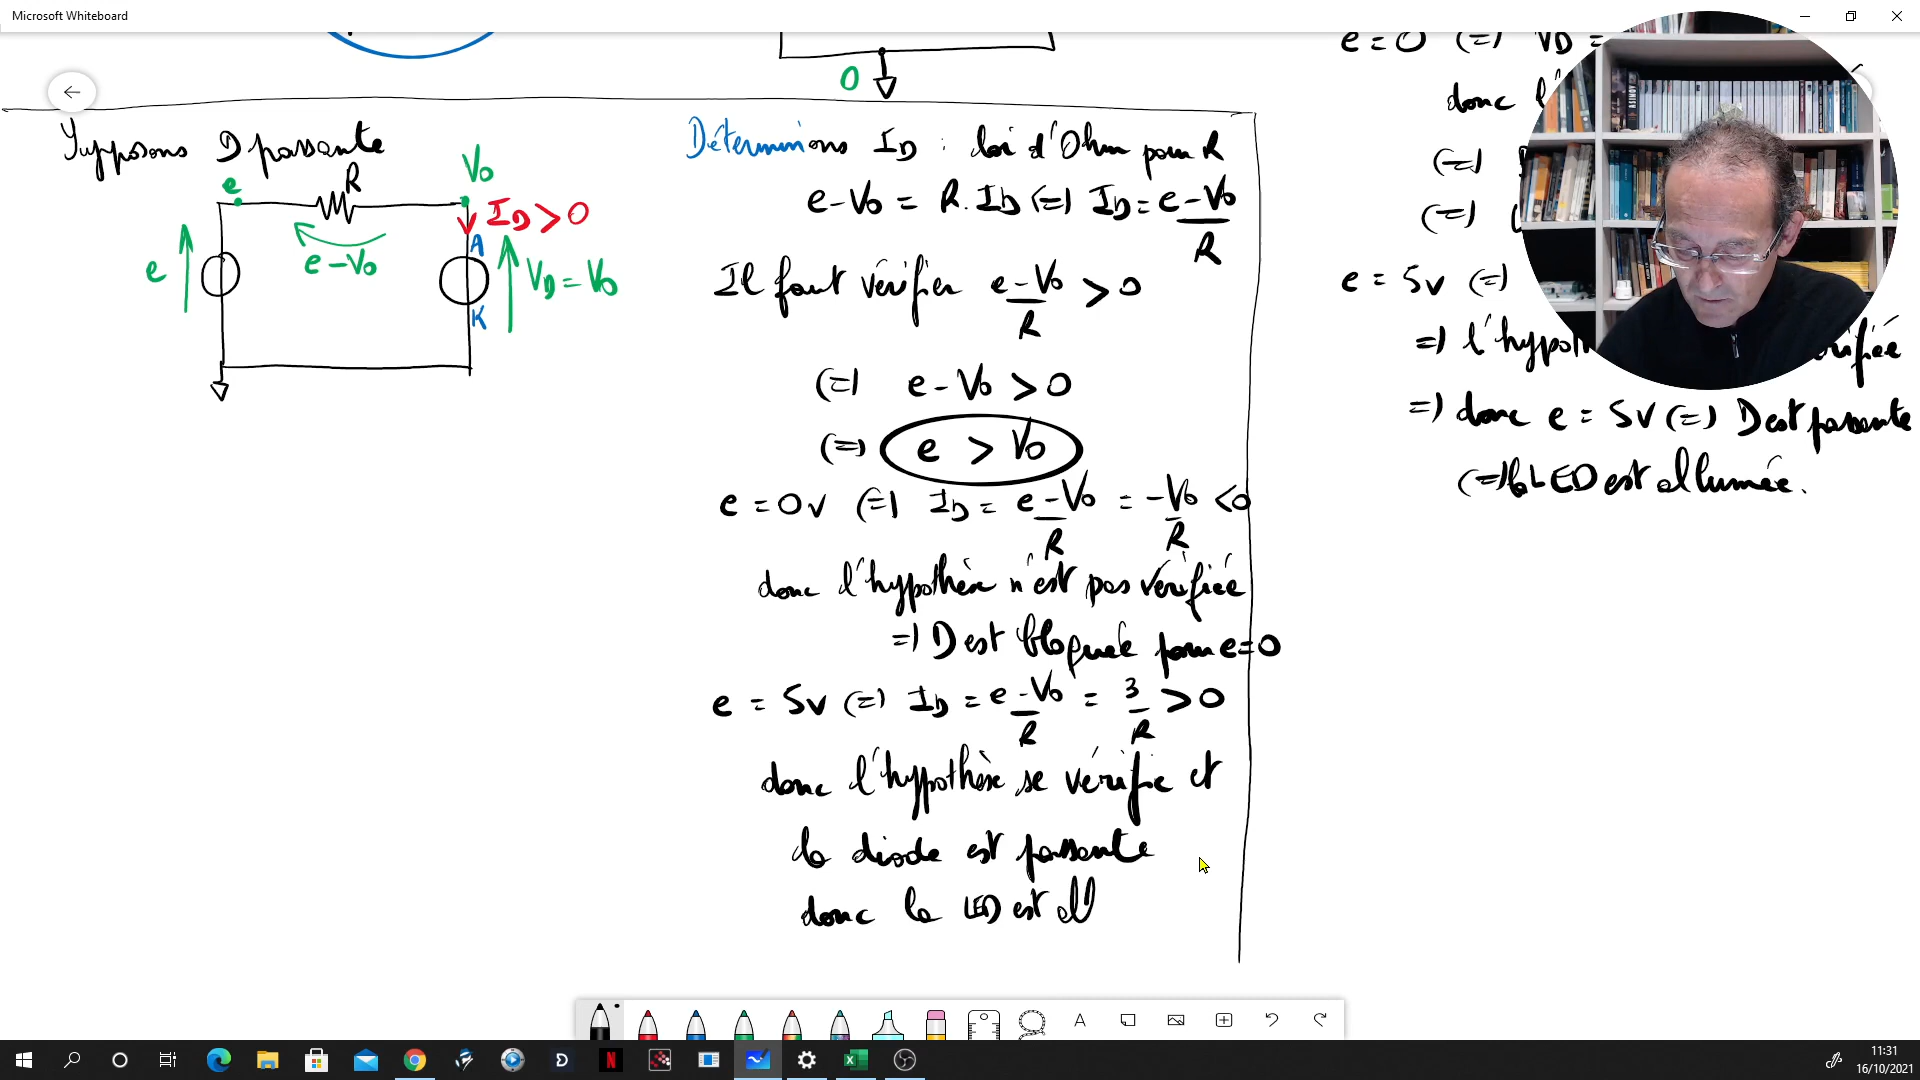 Microsoft Whiteboard
0
Supposons D passante
e
R
V0
ID > 0
A
e
e - V0
VD = V0
K
Déterminons ID : loi d'Ohm pour R
e - V0 = R. ID (=) ID = e - V0 / R
Il faut vérifier e - V0 / R > 0
(=) e - V0 > 0
(=) e > V0
e = 0v (=) ID = e - V0 / R = - V0 / R < 0
donc l'hypothèse n'est pas vérifiée
=) D est bloquée pour e = 0
e = 5v (=) ID = e - V0 / R = 3 / R > 0
donc l'hypothèse se vérifie et
la diode est passante
donc la LED est all
e = 0 (=) VD =
donc l'
(=)
(=)
e = 5v (=)
=) l'hypoth
=) donc e = 5v (=) D est passante
(=) la LED est allumée.
A
11:31
16/10/2021